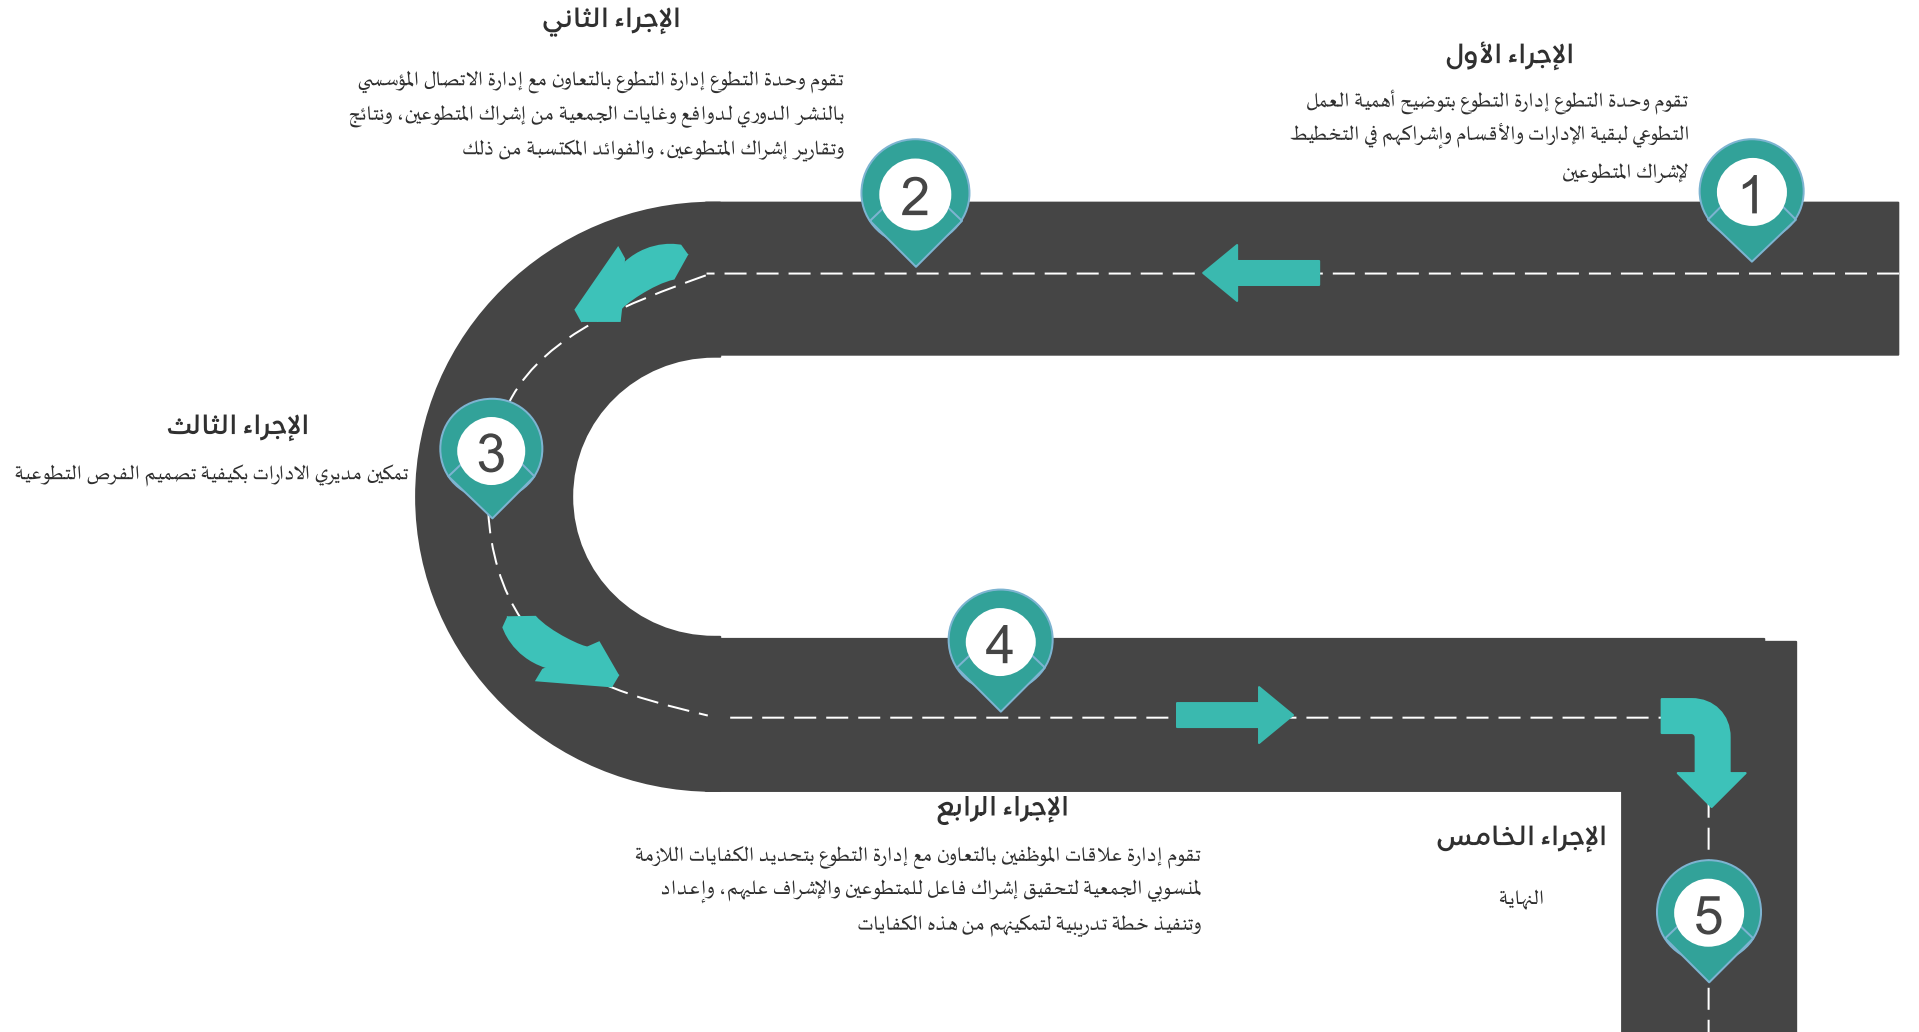 الإجراء الأول
تقوم وحدة التطوع إدارة التطوع بتوضيح أهمية العمل
التطوعي لبقية الإدارات والأقسام وإشراكهم في التخطيط
لإشراك المتطوعين
1
الإجراء الثاني
تقوم وحدة التطوع إدارة التطوع بالتعاون مع إدارة الاتصال المؤسسي
بالنشر الدوري لدوافع وغايات الجمعية من إشراك المتطوعين، ونتائج
وتقارير إشراك المتطوعين، والفوائد المكتسبة من ذلك
2
الإجراء الثالث
تمكين مديري الادارات بكيفية تصميم الفرص التطوعية
3
4
الإجراء الرابع
تقوم إدارة علاقات الموظفين بالتعاون مع إدارة التطوع بتحديد الكفايات اللازمة
لمنسوبي الجمعية لتحقيق إشراك فاعل للمتطوعين والإشراف عليهم، وإعداد
وتنفيذ خطة تدريبية لتمكينهم من هذه الكفايات
الإجراء الخامس
النهاية
5